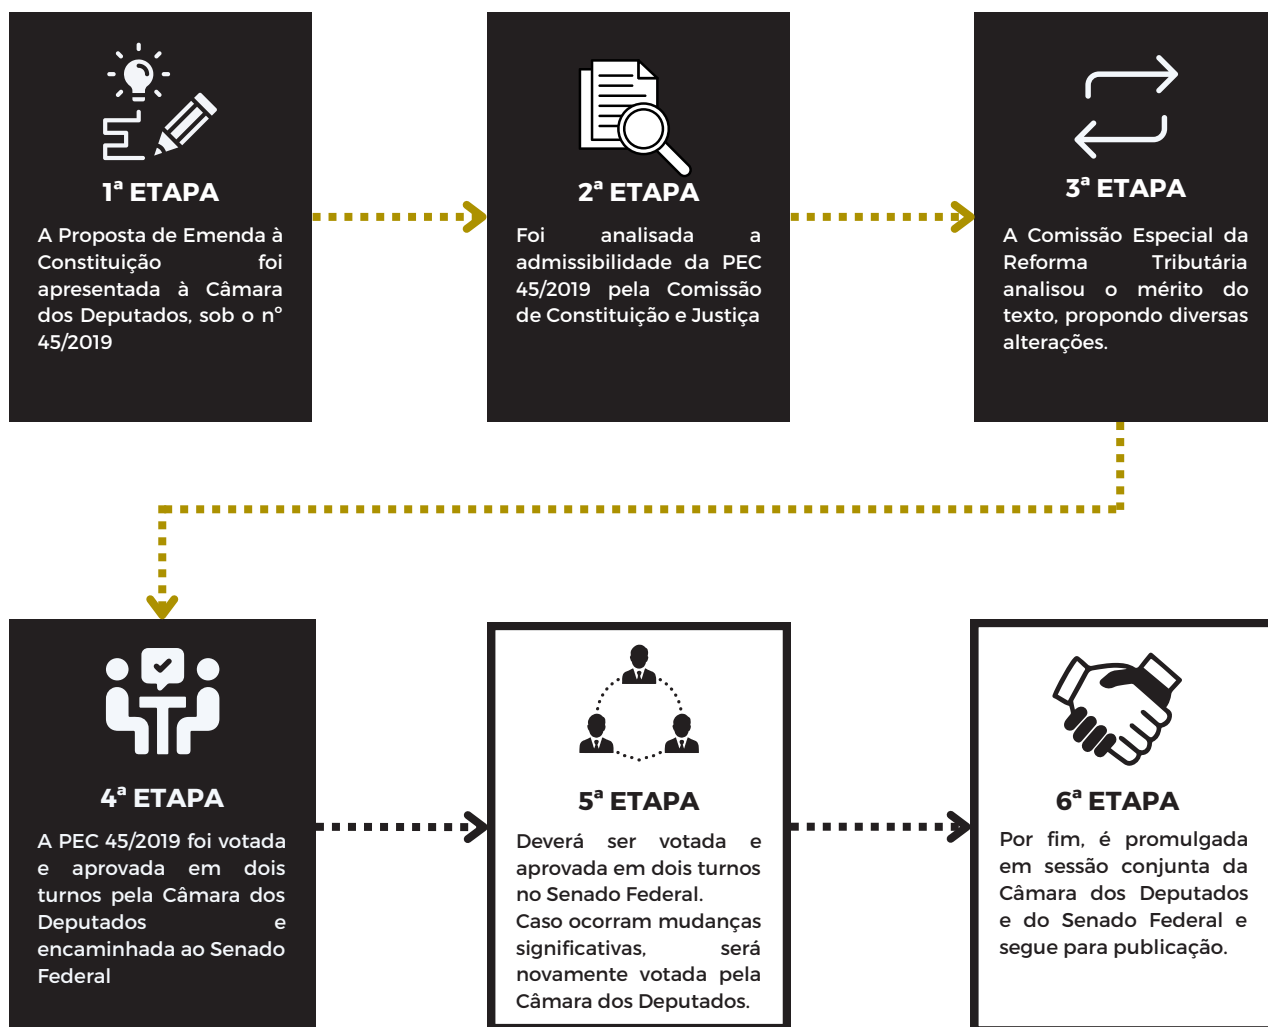 1ª ETAPA
A Proposta de Emenda à
Constituição foi
apresentada à Câmara
dos Deputados, sob o nº
45/2019
2ª ETAPA
Foi analisada a
admissibilidade da PEC
45/2019 pela Comissão
de Constituição e Justiça
3ª ETAPA
A Comissão Especial da
Reforma Tributária
analisou o mérito do
texto, propondo diversas
alterações.
4ª ETAPA
A PEC 45/2019 foi votada
e aprovada em dois
turnos pela Câmara dos
Deputados e
encaminhada ao Senado
Federal
5ª ETAPA
Deverá ser votada e
aprovada em dois turnos
no Senado Federal.
Caso ocorram mudanças
significativas, será
novamente votada pela
Câmara dos Deputados.
6ª ETAPA
Por fim, é promulgada
em sessão conjunta da
Câmara dos Deputados
e do Senado Federal e
segue para publicação.